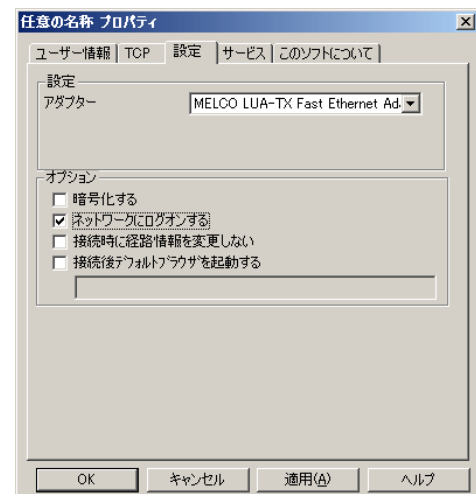 任意の名称 プロパティ
ユーザー情報 TCP 設定 サービス このソフトについて
設定
アダプター MELCO LUA-TX Fast Ethernet Ad
オプション
暗号化する
ネットワークにログオンする
接続時に経路情報を変更しない
接続後デフォルトブラウザを起動する
OK キャンセル 適用(A) ヘルプ